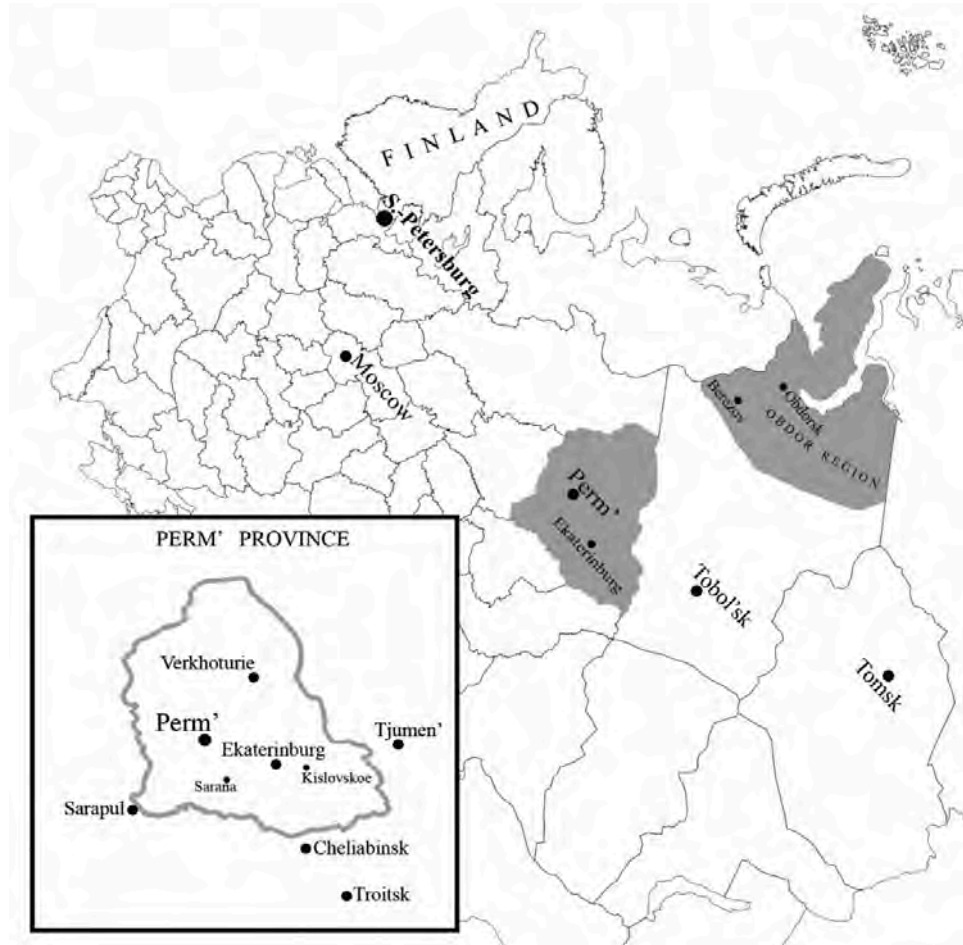 FINLAND
S.-Petersburg
Moscow
Berezov
Obdorsk
OBDOR REGION
Perm'
Ekaterinburg
Tobol'sk
Tomsk
PERM' PROVINCE
Verkhoturie
Perm'
Tjumen'
Ekaterinburg
Kislovskoe
Sarana
Sarapul
Cheliabinsk
Troitsk